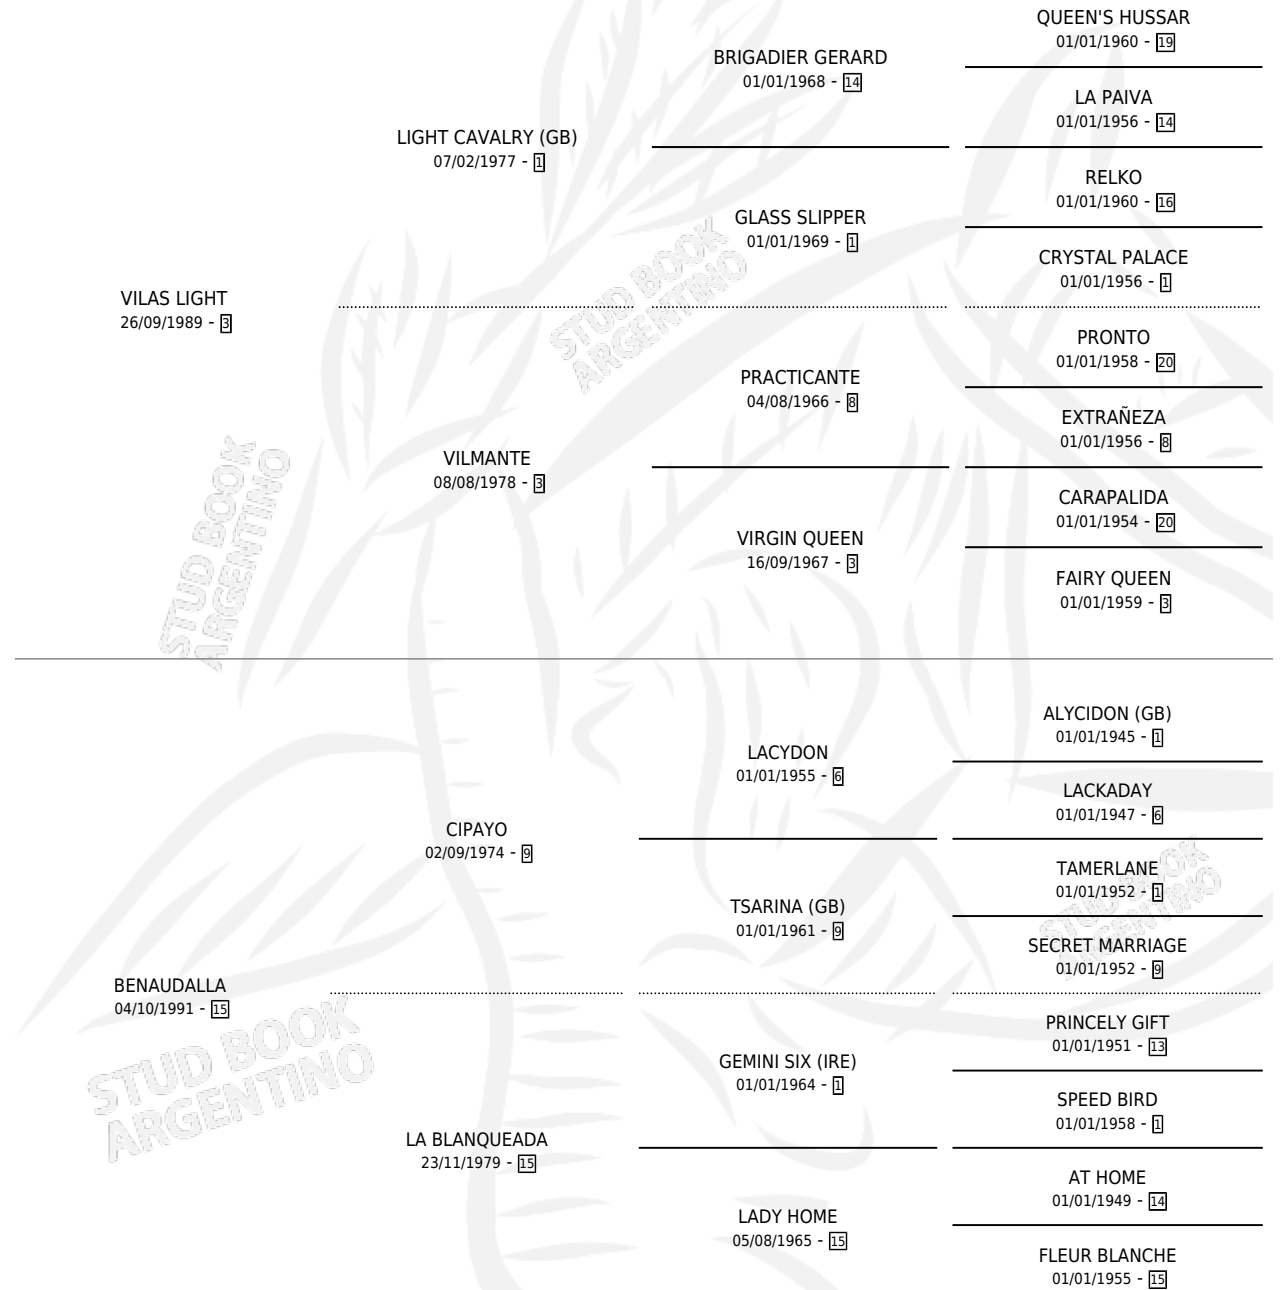 QUEEN'S HUSSAR
01/01/1960 - 19
BRIGADIER GERARD
01/01/1968 - 14
LA PAIVA
01/01/1956 - 14
LIGHT CAVALRY (GB)
07/02/1977 - 1
RELKO
01/01/1960 - 16
GLASS SLIPPER
01/01/1969 - 1
CRYSTAL PALACE
01/01/1956 - 1
VILAS LIGHT
26/09/1989 - 3
STUD BOOK
ARGENTINO
PRONTO
01/01/1958 - 20
PRACTICANTE
04/08/1966 - 8
EXTRAÑEZA
01/01/1956 - 8
VILMANTE
08/08/1978 - 3
CARAPALIDA
01/01/1954 - 20
VIRGIN QUEEN
16/09/1967 - 3
FAIRY QUEEN
01/01/1959 - 3
STUD BOOK
ARGENTINO
ALYCIDON (GB)
01/01/1945 - 1
LACYDON
01/01/1955 - 6
LACKADAY
01/01/1947 - 6
CIPAYO
02/09/1974 - 9
TAMERLANE
01/01/1952 - 1
STUD BOOK
ARGENTINO
TSARINA (GB)
01/01/1961 - 9
SECRET MARRIAGE
01/01/1952 - 9
BENAUDALLA
04/10/1991 - 15
STUD BOOK
ARGENTINO
PRINCELY GIFT
01/01/1951 - 13
GEMINI SIX (IRE)
01/01/1964 - 1
SPEED BIRD
01/01/1958 - 1
LA BLANQUEADA
23/11/1979 - 15
AT HOME
01/01/1949 - 14
LADY HOME
05/08/1965 - 15
FLEUR BLANCHE
01/01/1955 - 15